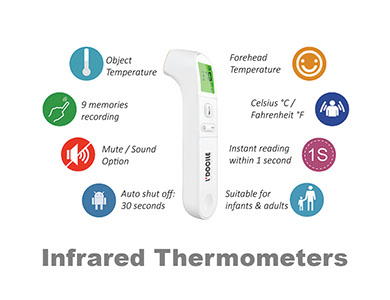 Object
Temperature
Forehead
Temperature
9 memories
recording
Celsius °C /
Fahrenheit °F
Mute / Sound
Option
Instant reading
within 1 second
1S
Auto shut off:
30 seconds
Suitable for
infants & adults
Infrared Thermometers